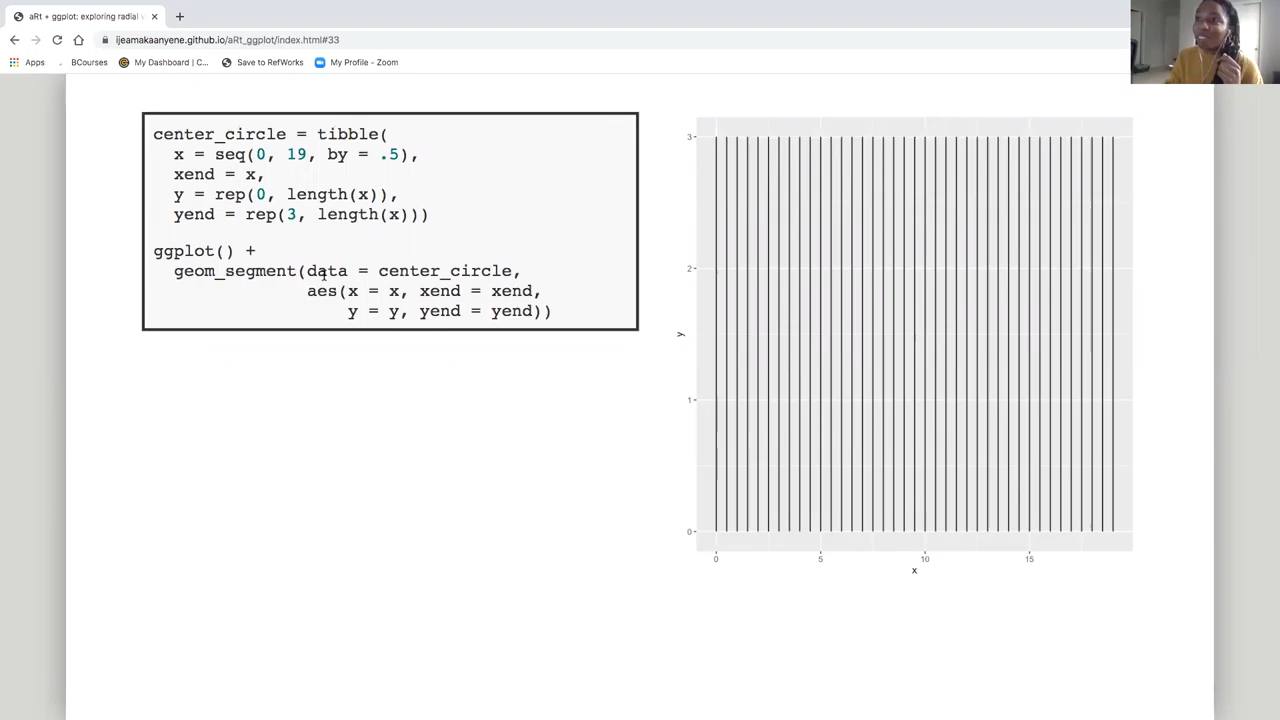 aRt + ggplot: exploring radial
ijeamakaanyene.github.io/aRt_ggplot/index.html#33
Apps BCourses My Dashboard | C... Save to RefWorks My Profile - Zoom
center_circle = tibble(
x = seq(0, 19, by = .5),
xend = x,
y = rep(0, length(x)),
yend = rep(3, length(x)))
ggplot() +
geom_segment(data = center_circle,
aes(x = x, xend = xend,
y = y, yend = yend))
3
2
y
1
0
0 5 10 15
x